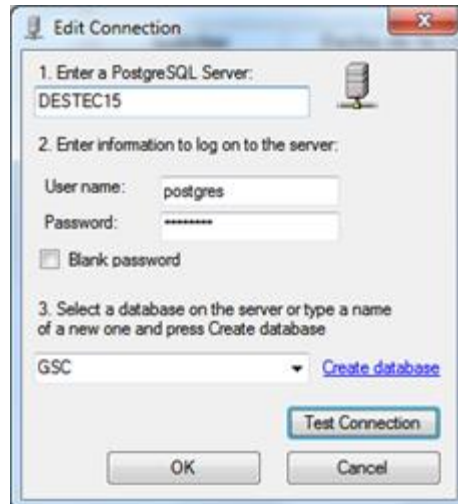 Edit Connection
1. Enter a PostgreSQL Server:
DESTEC15
2. Enter information to log on to the server:
User name: postgres
Password: ••••••••
Blank password
3. Select a database on the server or type a name
of a new one and press Create database
GSC Create database
Test Connection
OK Cancel